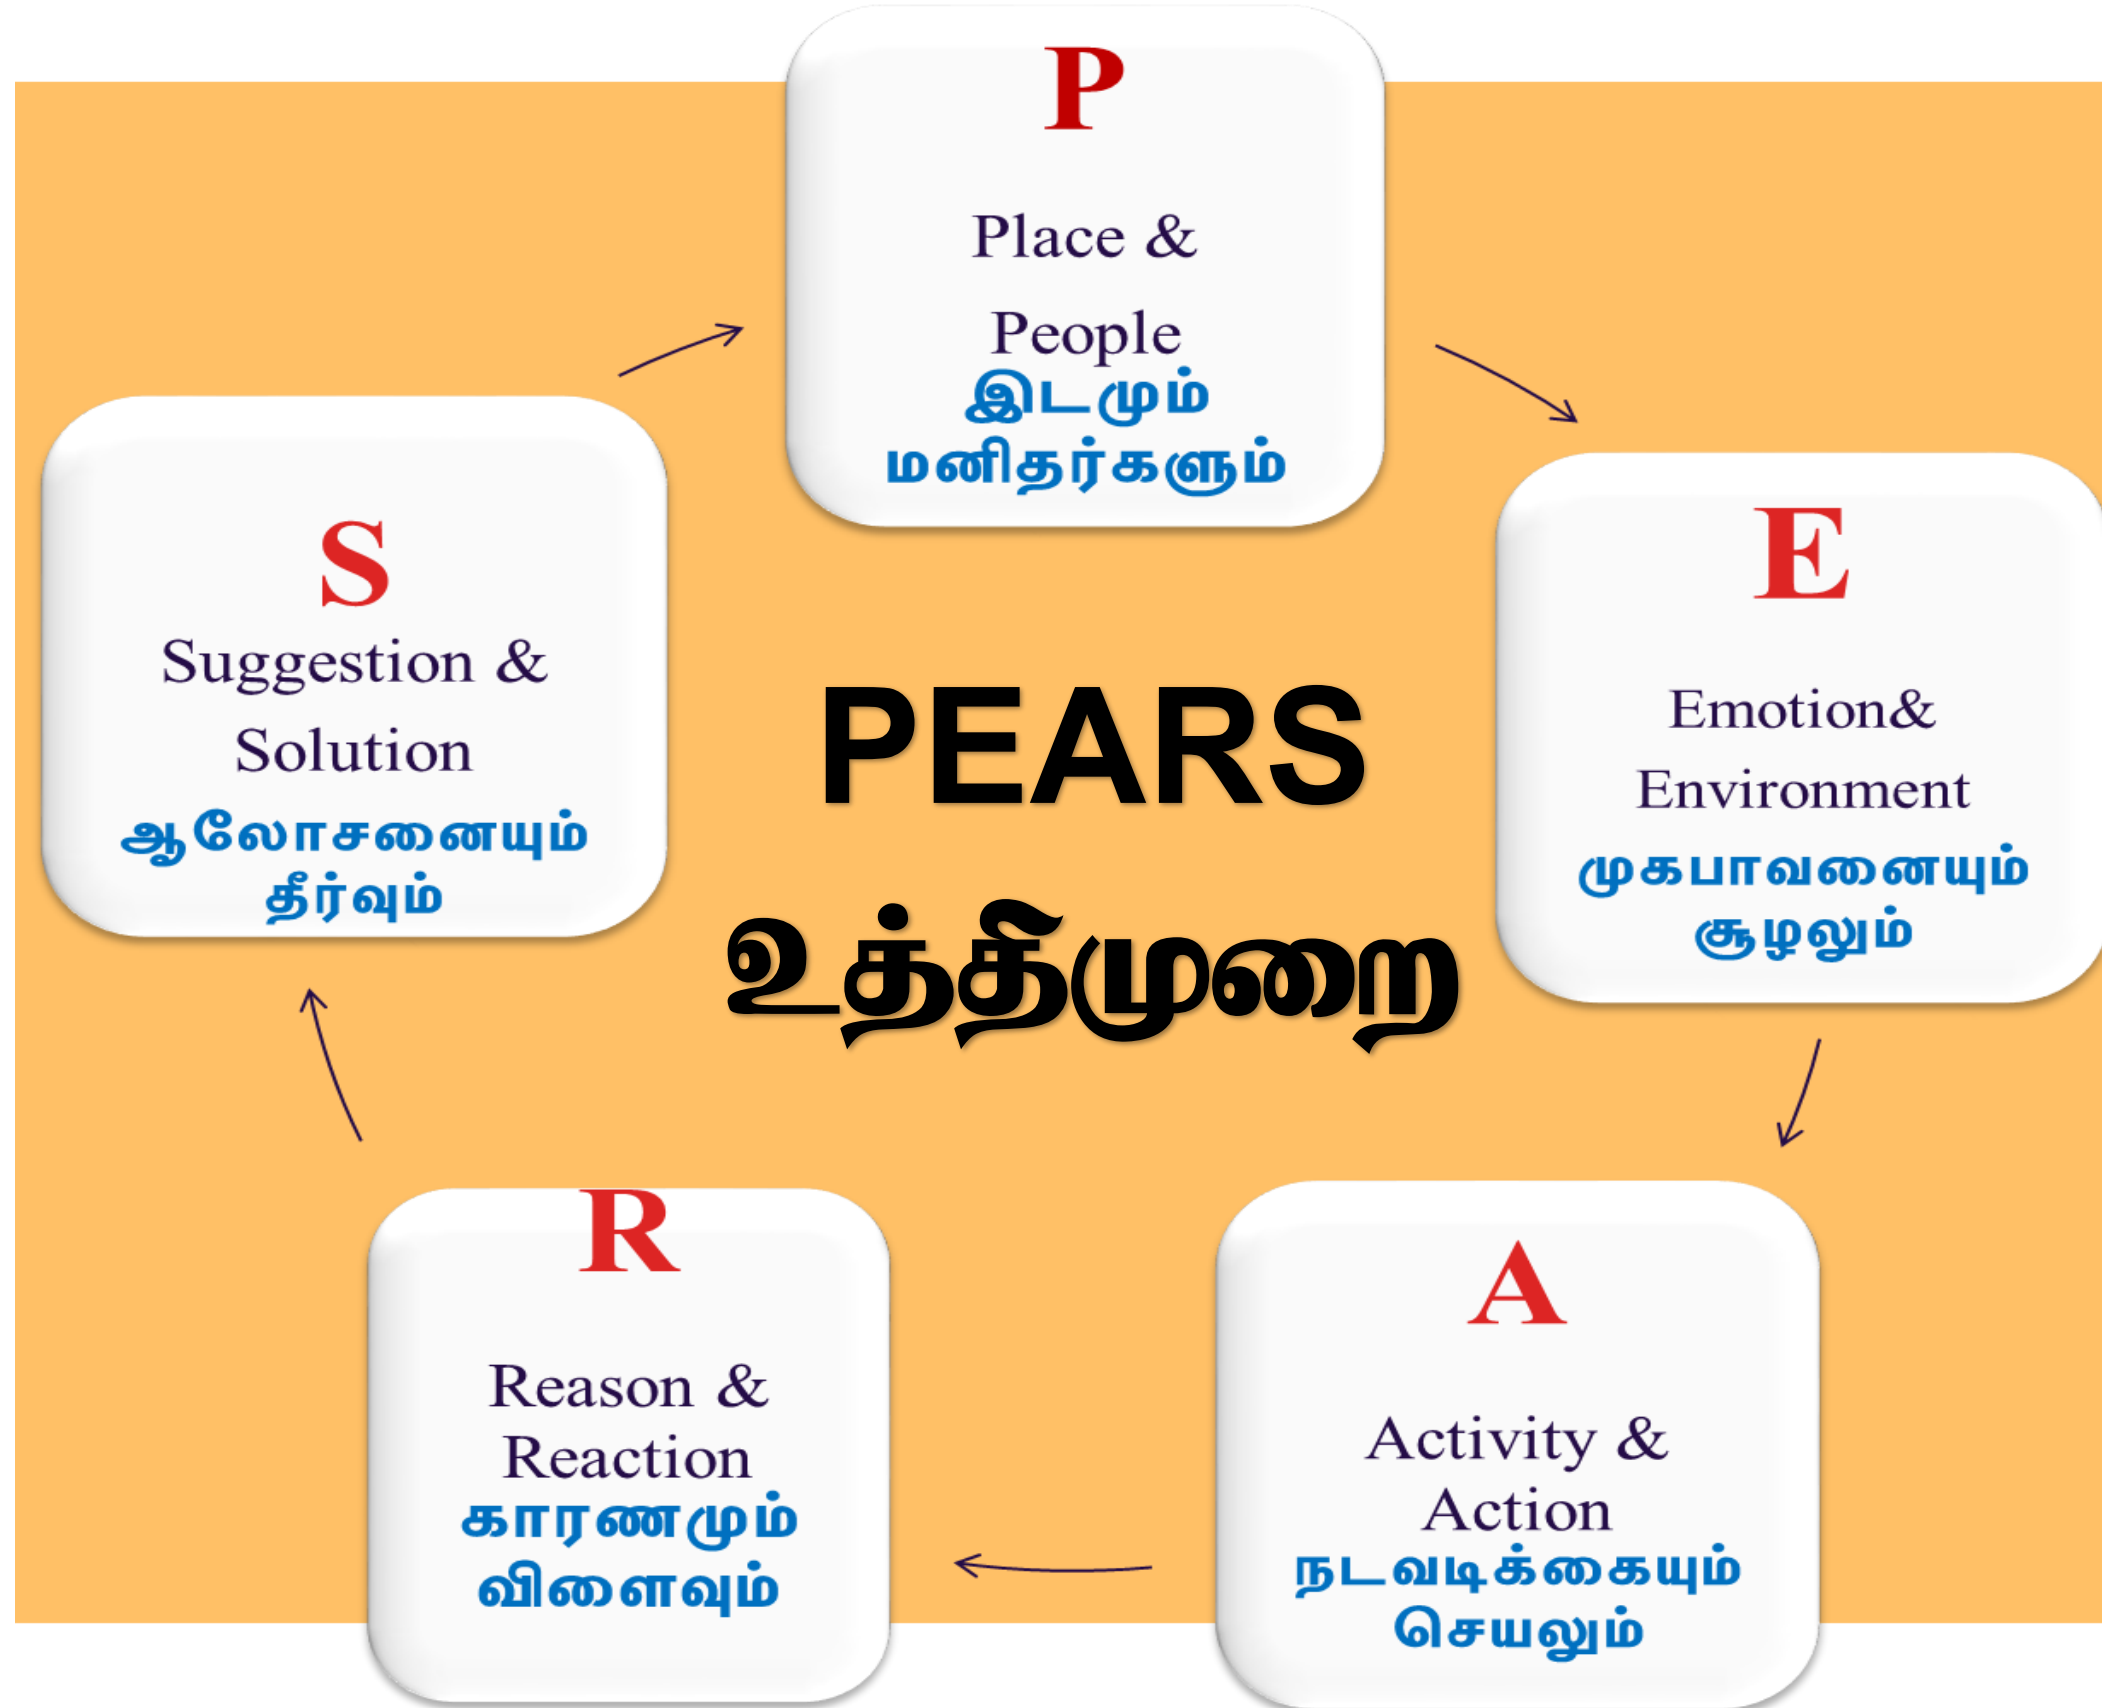 P
Place &
People
இடமும்
மனிதர்களும்
E
Emotion&
Environment
முகபாவனையும்
சூழலும்
A
Activity &
Action
நடவடிக்கையும்
செயலும்
R
Reason &
Reaction
காரணமும்
விளைவும்
S
Suggestion &
Solution
ஆலோசனையும்
தீர்வும்
PEARS
உத்திமுறை